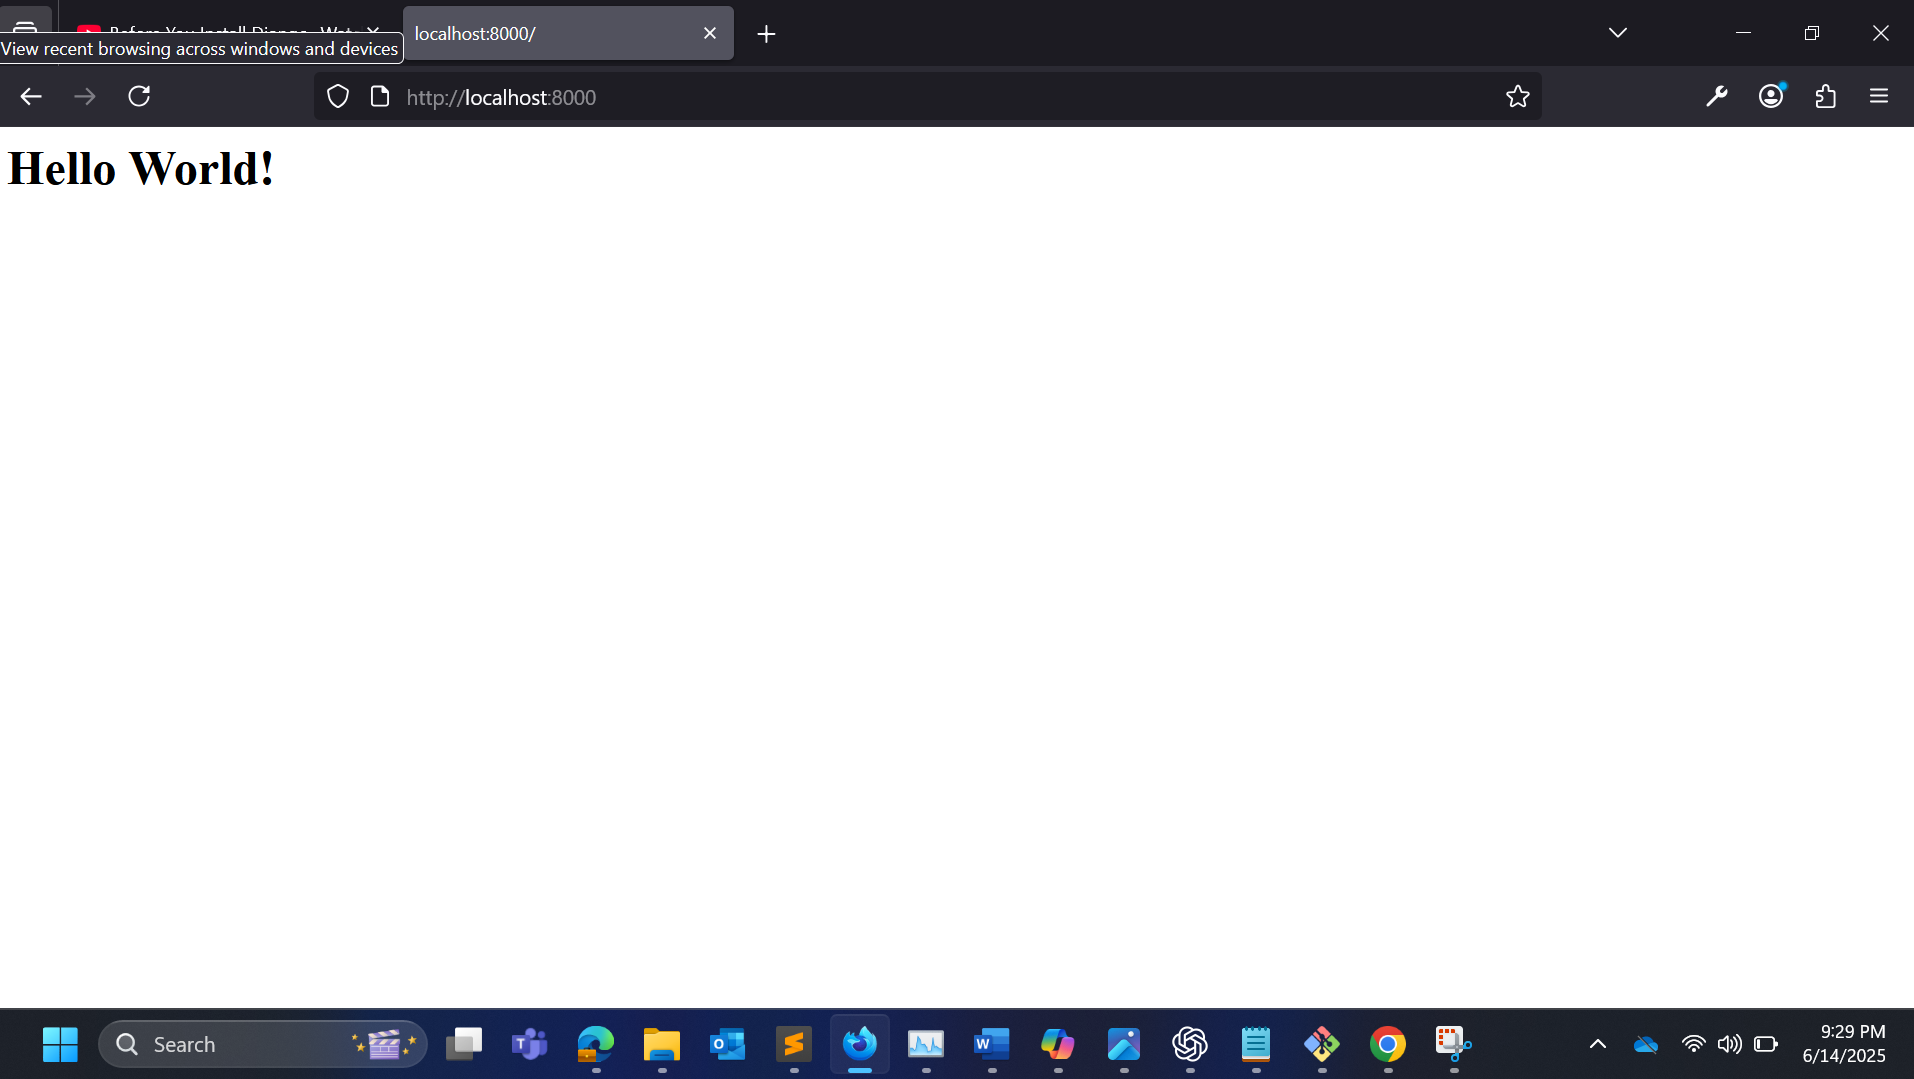 localhost:8000/
View recent browsing across windows and devices
http://localhost:8000
Hello World!
Search
9:29 PM
6/14/2025